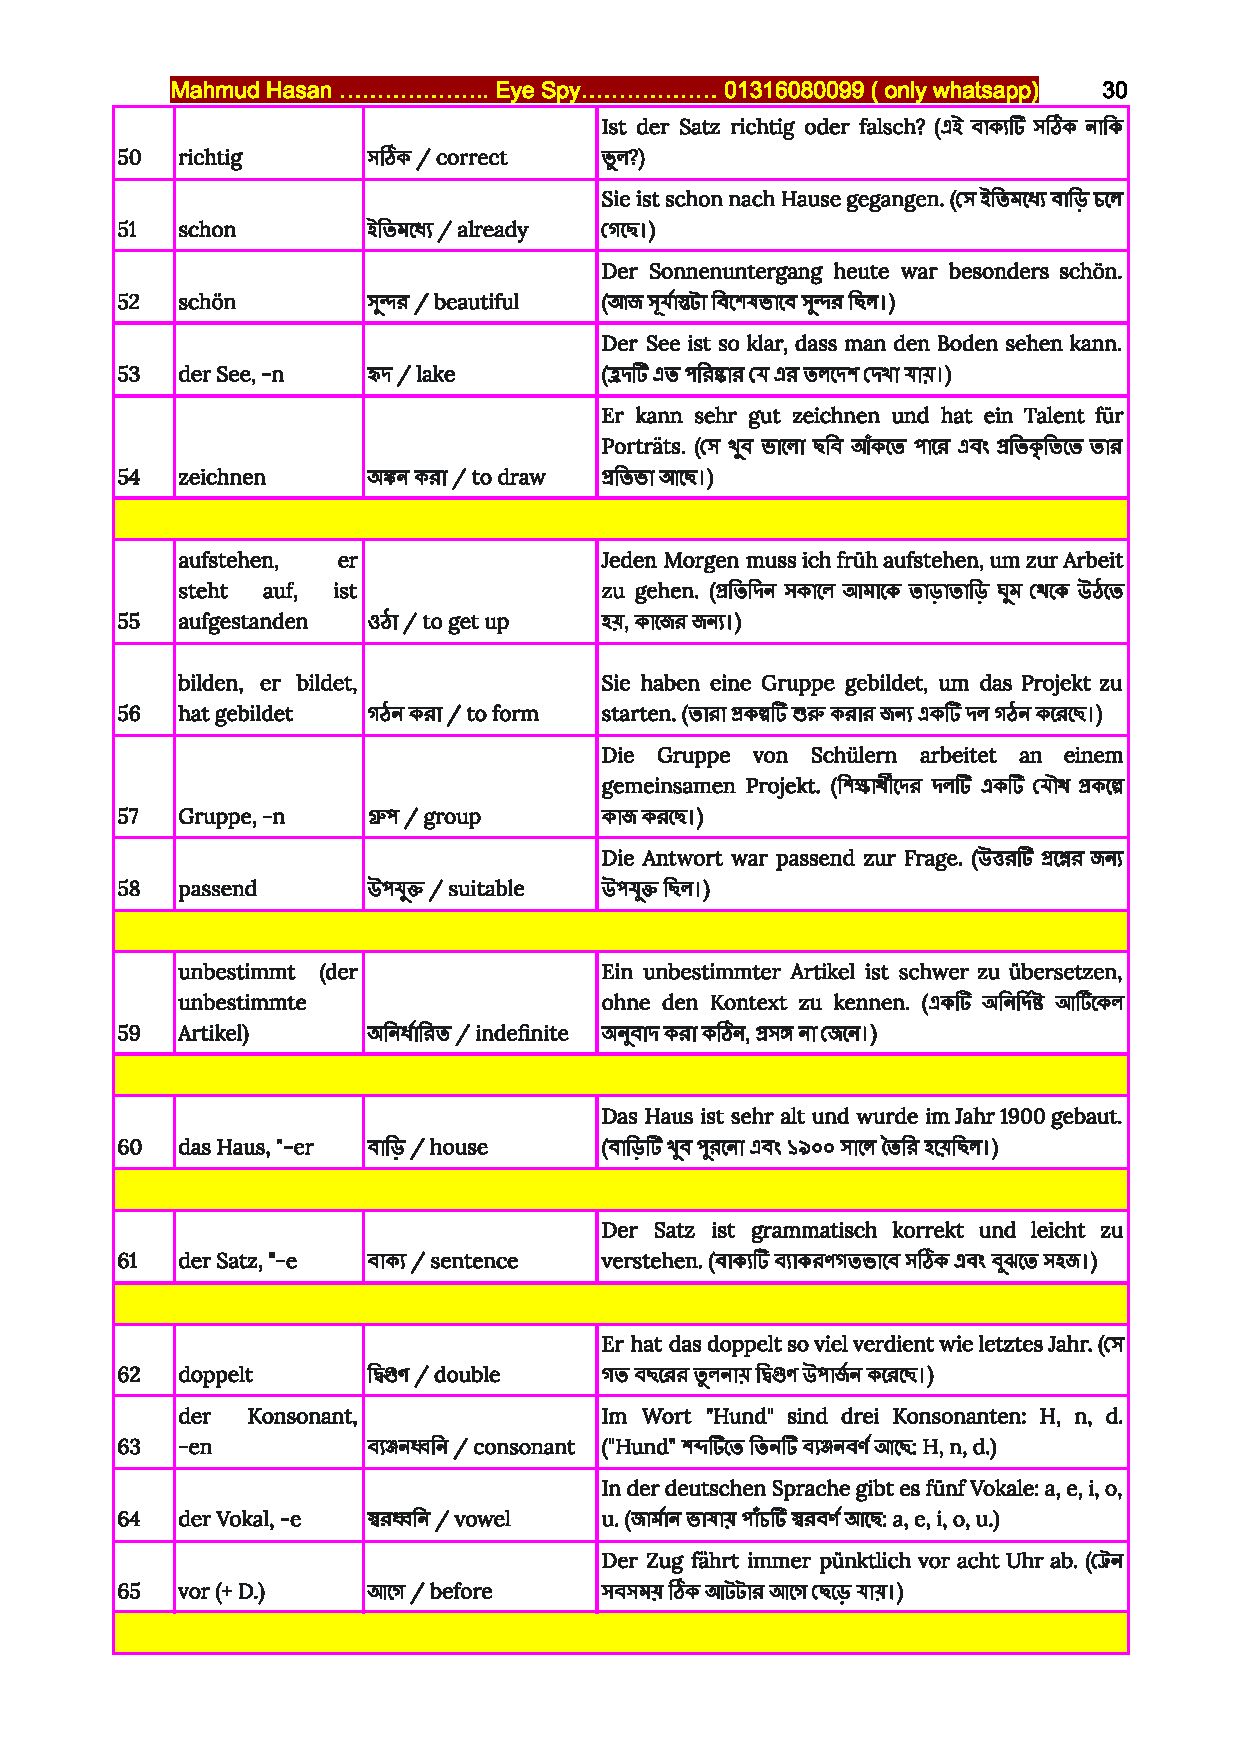 Mahmud Hasan ……………….. Eye Spy……………… 01316080099 ( only whatsapp) 30
Ist der Satz richtig oder falsch? (এই বাক্যটি সঠিক নাকি
50 richtig সঠিক / correct ভুল?)
Sie ist schon nach Hause gegangen. (সে ইতিমধ্যে বাড়ি চলে
51 schon ইতিমধ্যে / already গেছে।)
Der Sonnenuntergang heute war besonders schön.
52 schön সুন্দর / beautiful (আজ সূর্যাস্তটা বিশেষভাবে সুন্দর ছিল।)
Der See ist so klar, dass man den Boden sehen kann.
53 der See, -n হ্রদ / lake (হ্রদটি এত পরিষ্কার যে এর তলদেশ দেখা যায়।)
Er kann sehr gut zeichnen und hat ein Talent für
Porträts. (সে খুব ভালো ছবি আঁকতে পারে এবং প্রতিকৃতিতে তার
54 zeichnen অঙ্কন করা / to draw প্রতিভা আছে।)
aufstehen, er Jeden Morgen muss ich früh aufstehen, um zur Arbeit
steht auf, ist zu gehen. (প্রতিদিন সকালে আমাকে তাড়াতাড়ি ঘুম থেকে উঠতে
55 aufgestanden ওঠা / to get up হয়, কাজের জন্য।)
bilden, er bildet, Sie haben eine Gruppe gebildet, um das Projekt zu
56 hat gebildet গঠন করা / to form starten. (তারা প্রকল্পটি শুরু করার জন্য একটি দল গঠন করেছে।)
Die Gruppe von Schülern arbeitet an einem
gemeinsamen Projekt. (শিক্ষার্থীদের দলটি একটি যৌথ প্রকল্পে
57 Gruppe, -n গ্রুপ / group কাজ করছে।)
Die Antwort war passend zur Frage. (উত্তরটি প্রশ্নের জন্য
58 passend উপযুক্ত / suitable উপযুক্ত ছিল।)
unbestimmt (der Ein unbestimmter Artikel ist schwer zu übersetzen,
unbestimmte ohne den Kontext zu kennen. (একটি অনির্দিষ্ট আর্টিকেল
59 Artikel) অনির্ধারিত / indefinite অনুবাদ করা কঠিন, প্রসঙ্গ না জেনে।)
Das Haus ist sehr alt und wurde im Jahr 1900 gebaut.
60 das Haus, "-er বাড়ি / house (বাড়িটি খুব পুরনো এবং ১৯০০ সালে তৈরি হয়েছিল।)
Der Satz ist grammatisch korrekt und leicht zu
61 der Satz, "-e বাক্য / sentence verstehen. (বাক্যটি ব্যাকরণগতভাবে সঠিক এবং বুঝতে সহজ।)
Er hat das doppelt so viel verdient wie letztes Jahr. (সে
62 doppelt দ্বিগুণ / double গত বছরের তুলনায় দ্বিগুণ উপার্জন করেছে।)
der Konsonant, Im Wort "Hund" sind drei Konsonanten: H, n, d.
63 -en ব্যঞ্জনধ্বনি / consonant ("Hund" শব্দটিতে তিনটি ব্যঞ্জনবর্ণ আছে: H, n, d.)
In der deutschen Sprache gibt es fünf Vokale: a, e, i, o,
64 der Vokal, -e স্বরধ্বনি / vowel u. (জার্মান ভাষায় পাঁচটি স্বরবর্ণ আছে: a, e, i, o, u.)
Der Zug fährt immer pünktlich vor acht Uhr ab. (ট্রেন
65 vor (+ D.) আগে / before সবসময় ঠিক আটটার আগে ছেড়ে যায়।)